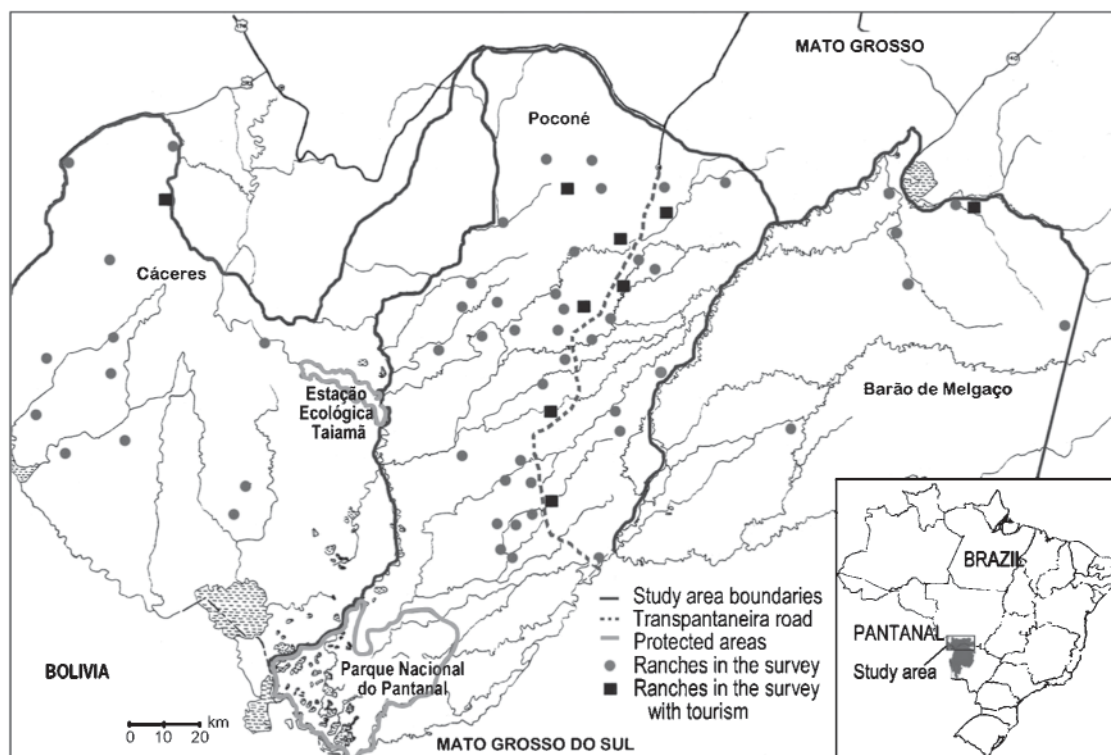 MATO GROSSO
Poconé
Cáceres
Estação
Ecológica
Taiamã
Barão de Melgaço
BOLIVIA
Parque Nacional
do Pantanal
MATO GROSSO DO SUL
km
0 10 20
Study area boundaries
Transpantaneira road
Protected areas
Ranches in the survey
Ranches in the survey
with tourism
BRAZIL
PANTANAL
Study area